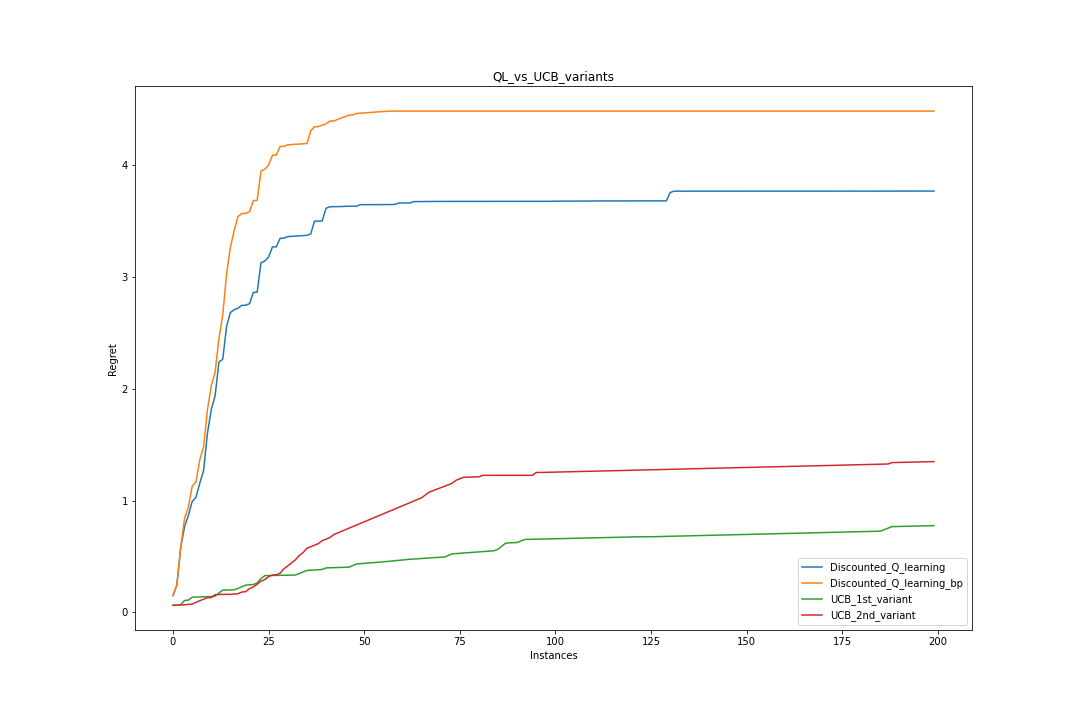 QL_vs_UCB_variants
Regret
4
3
2
1
0
0 25 50 75 100 125 150 175 200
Instances
Discounted_Q_learning
Discounted_Q_learning_bp
UCB_1st_variant
UCB_2nd_variant